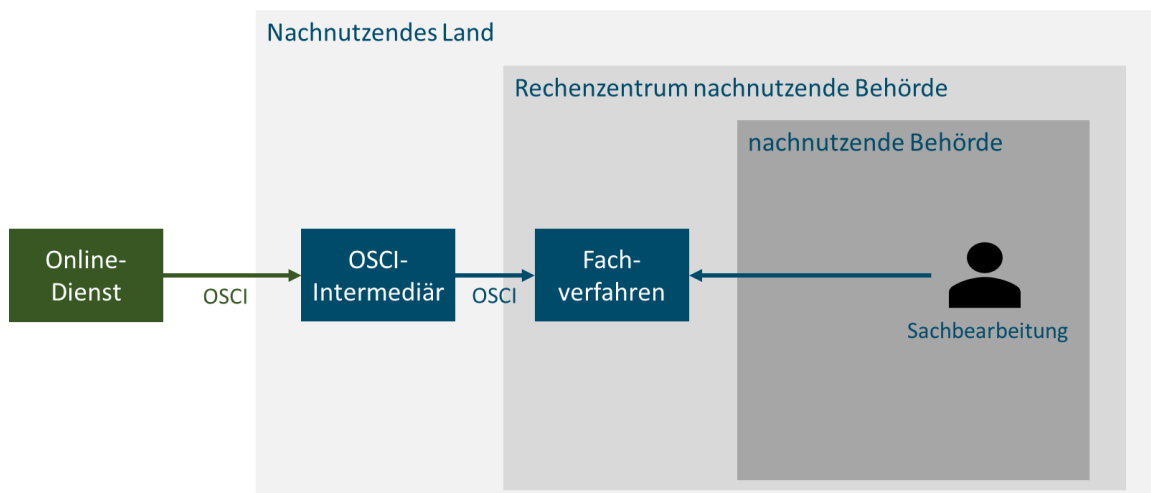 Nachnutzendes Land
Rechenzentrum nachnutzende Behörde
nachnutzende Behörde
Online-
Dienst
OSCI
OSCI-
Intermediär
OSCI
Fach-
verfahren
Sachbearbeitung